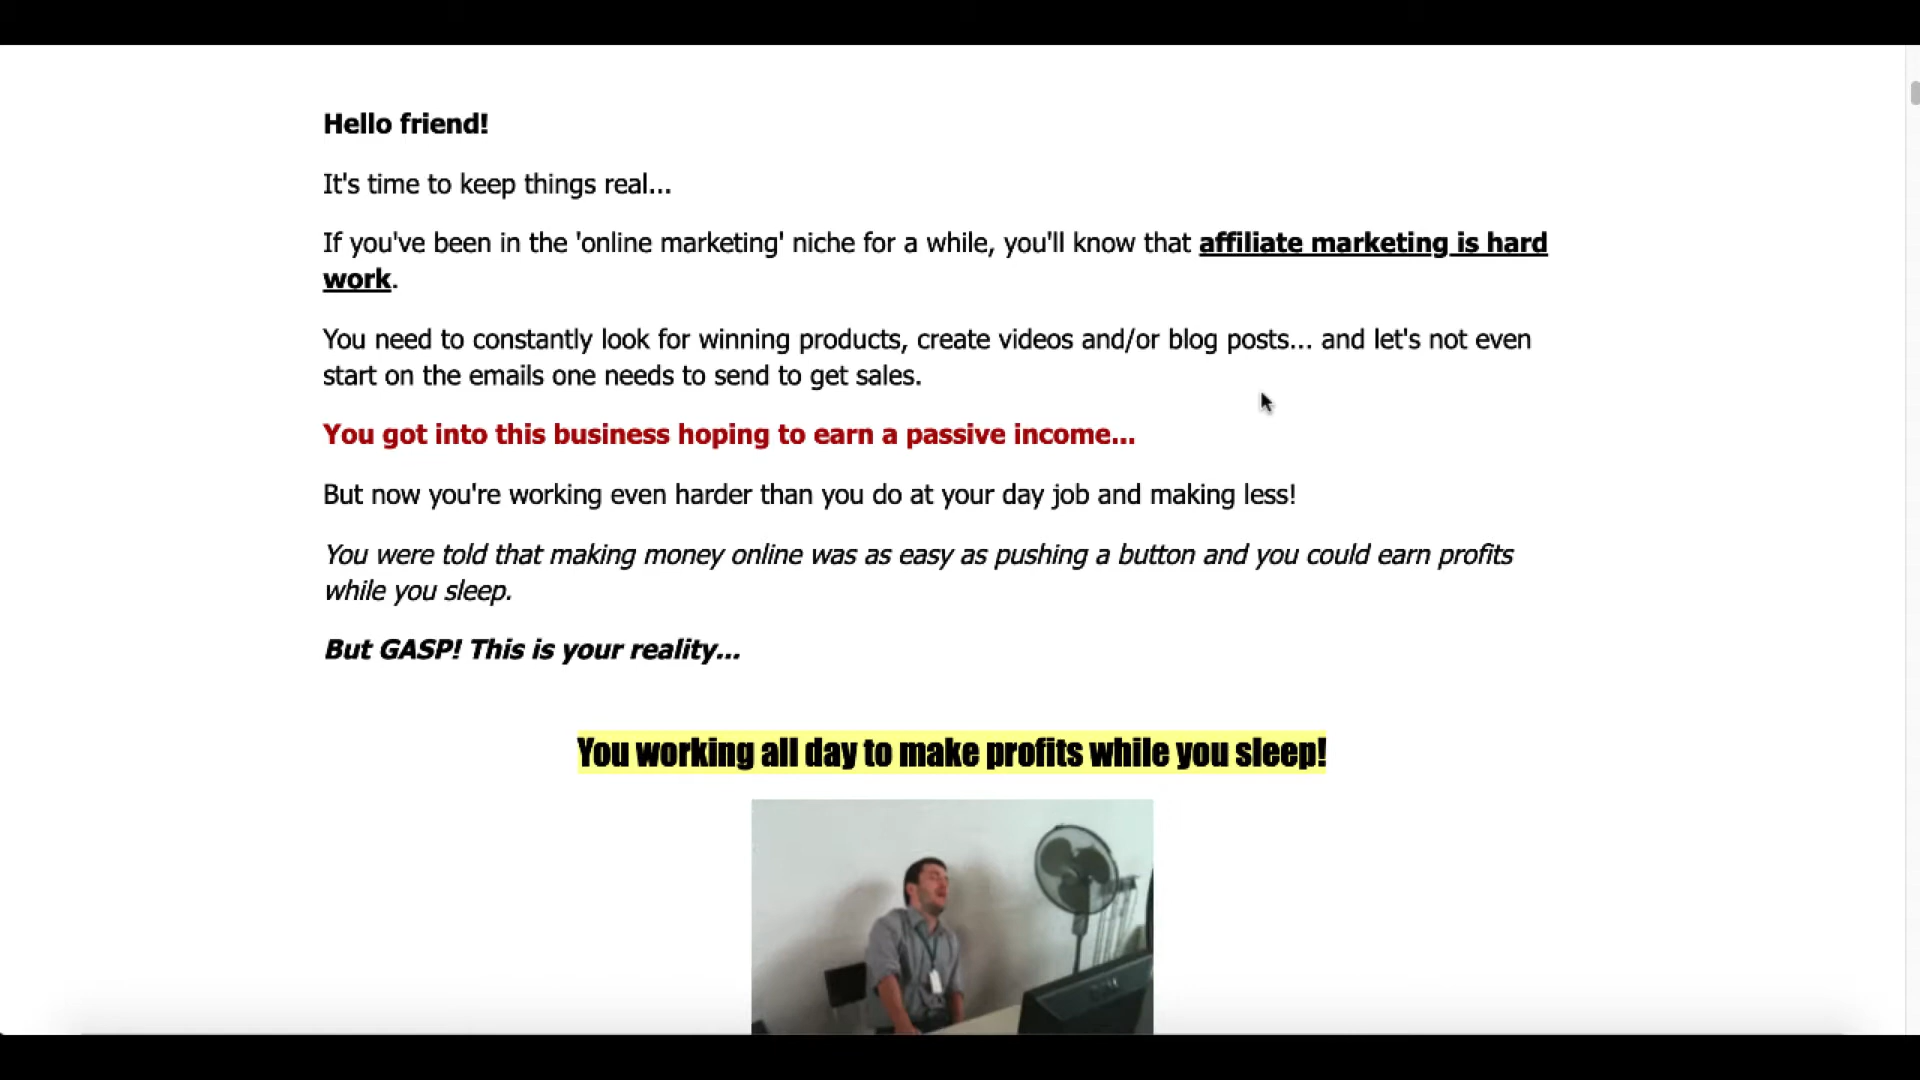 Hello friend!
It's time to keep things real...
If you've been in the 'online marketing' niche for a while, you'll know that affiliate marketing is hard
work.
You need to constantly look for winning products, create videos and/or blog posts... and let's not even
start on the emails one needs to send to get sales.
You got into this business hoping to earn a passive income...
But now you're working even harder than you do at your day job and making less!
You were told that making money online was as easy as pushing a button and you could earn profits
while you sleep.
But GASP! This is your reality...
You working all day to make profits while you sleep!